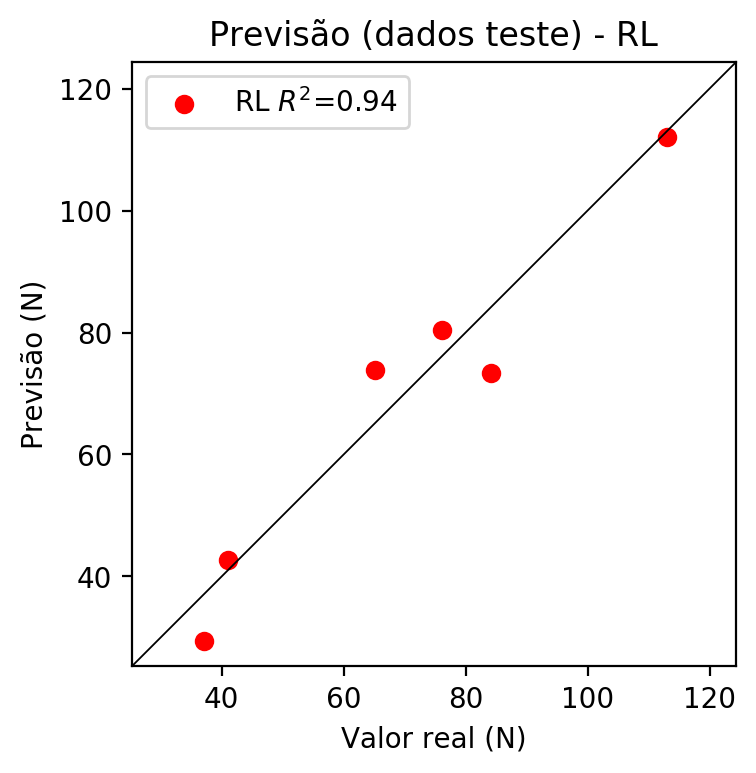 Previsão (dados teste) - RL
RL R²=0.94
120
100
80
60
40
Previsão (N)
40 60 80 100 120
Valor real (N)